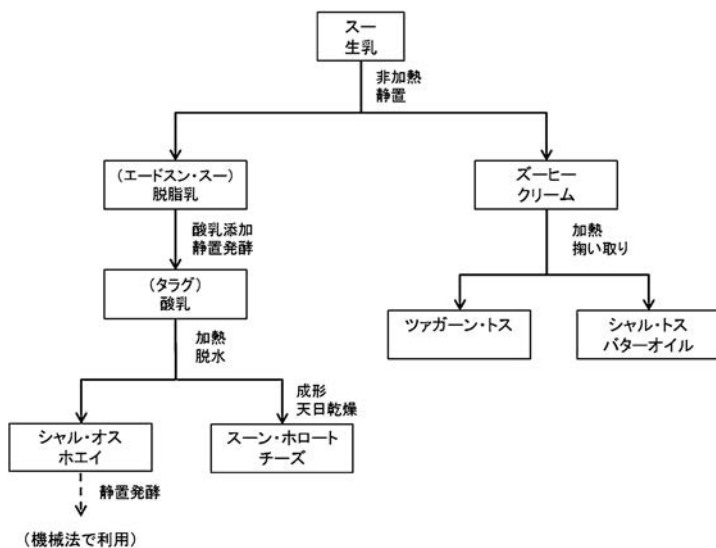 スー
生乳
非加熱
静置
(エードスン・スー)
脱脂乳
ズーヒー
クリーム
酸乳添加
静置発酵
加熱
掬い取り
(タラグ)
酸乳
ツァガーン・トス
シャル・トス
バターオイル
加熱
脱水
成形
天日乾燥
シャル・オス
ホエイ
スーン・ホロート
チーズ
静置発酵
(機械法で利用)